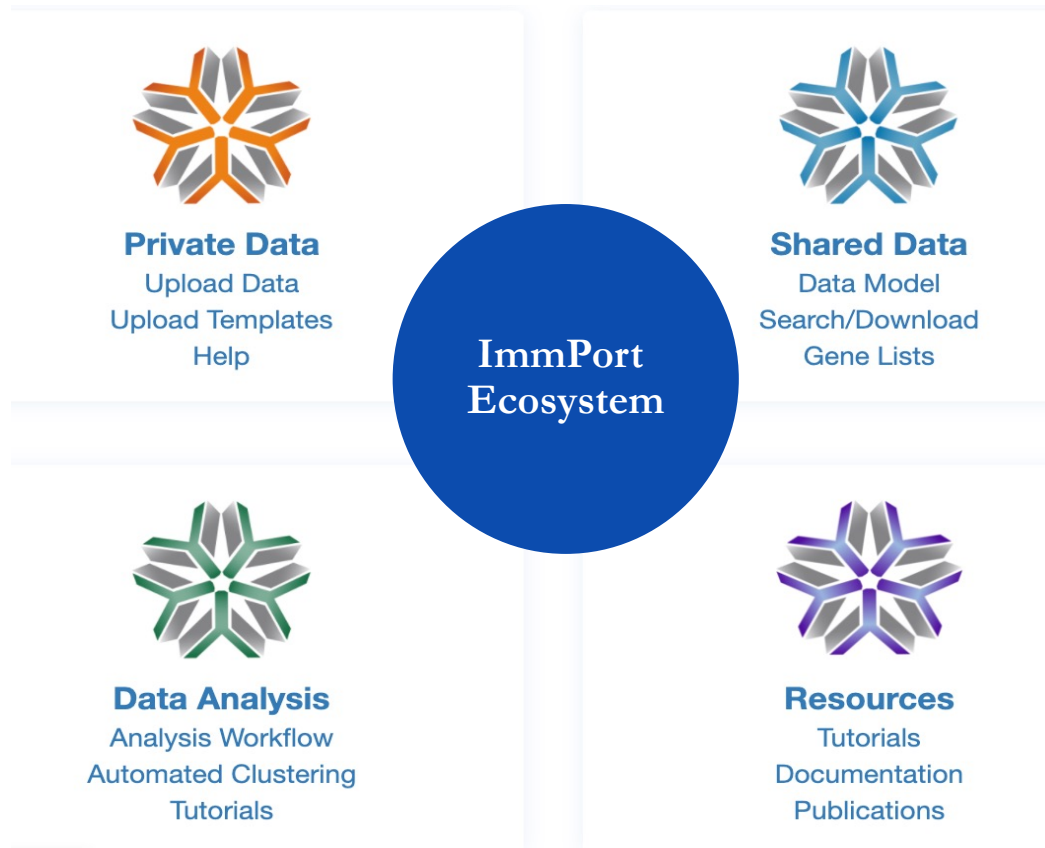 Private Data
Upload Data
Upload Templates
Help
Shared Data
Data Model
Search/Download
Gene Lists
ImmPort
Ecosystem
Data Analysis
Analysis Workflow
Automated Clustering
Tutorials
Resources
Tutorials
Documentation
Publications